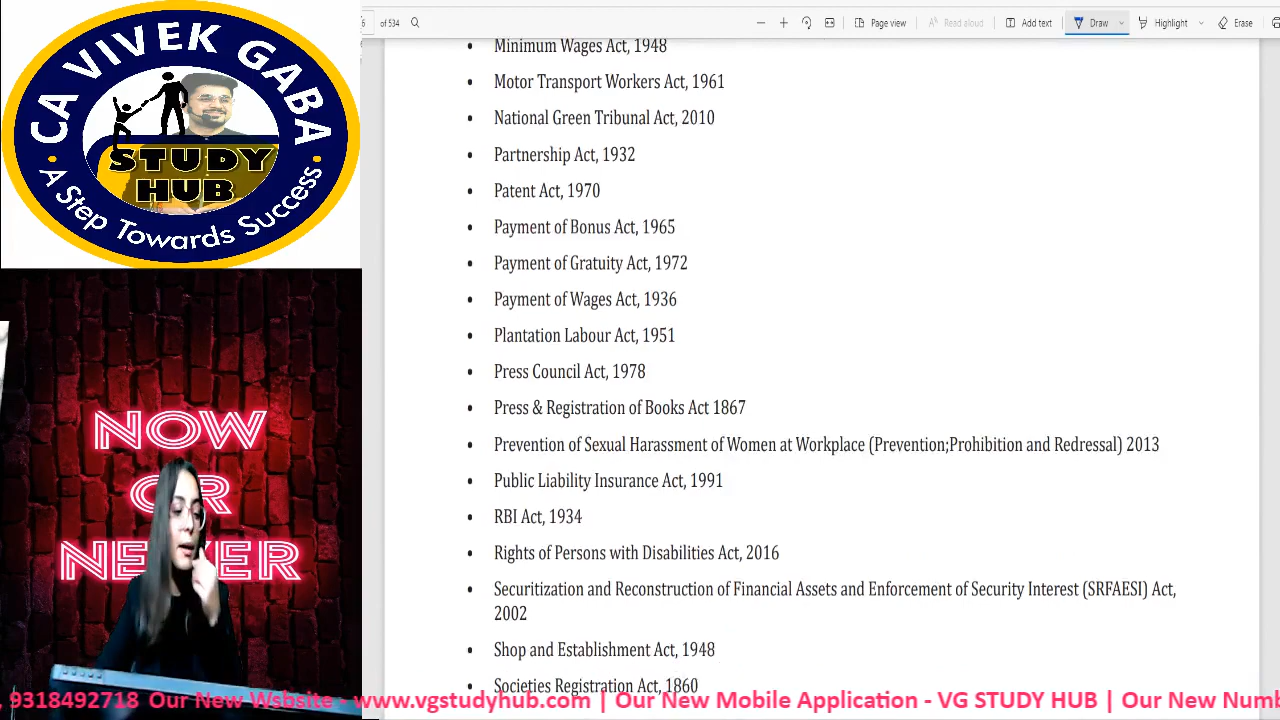 CA VIVEK GABA
STUDY
HUB
A Step Towards Success
NOW
OR
NEVER
of 534
Page view
Read aloud
Add text
Draw
Highlight
Erase
Minimum Wages Act, 1948
• Motor Transport Workers Act, 1961
• National Green Tribunal Act, 2010
• Partnership Act, 1932
• Patent Act, 1970
• Payment of Bonus Act, 1965
• Payment of Gratuity Act, 1972
• Payment of Wages Act, 1936
• Plantation Labour Act, 1951
• Press Council Act, 1978
• Press & Registration of Books Act 1867
• Prevention of Sexual Harassment of Women at Workplace (Prevention;Prohibition and Redressal) 2013
• Public Liability Insurance Act, 1991
• RBI Act, 1934
• Rights of Persons with Disabilities Act, 2016
• Securitization and Reconstruction of Financial Assets and Enforcement of Security Interest (SRFAESI) Act,
2002
• Shop and Establishment Act, 1948
• Societies Registration Act, 1860
9318492718 Our New Wsbsite - www.vgstudyhub.com | Our New Mobile Application - VG STUDY HUB | Our New